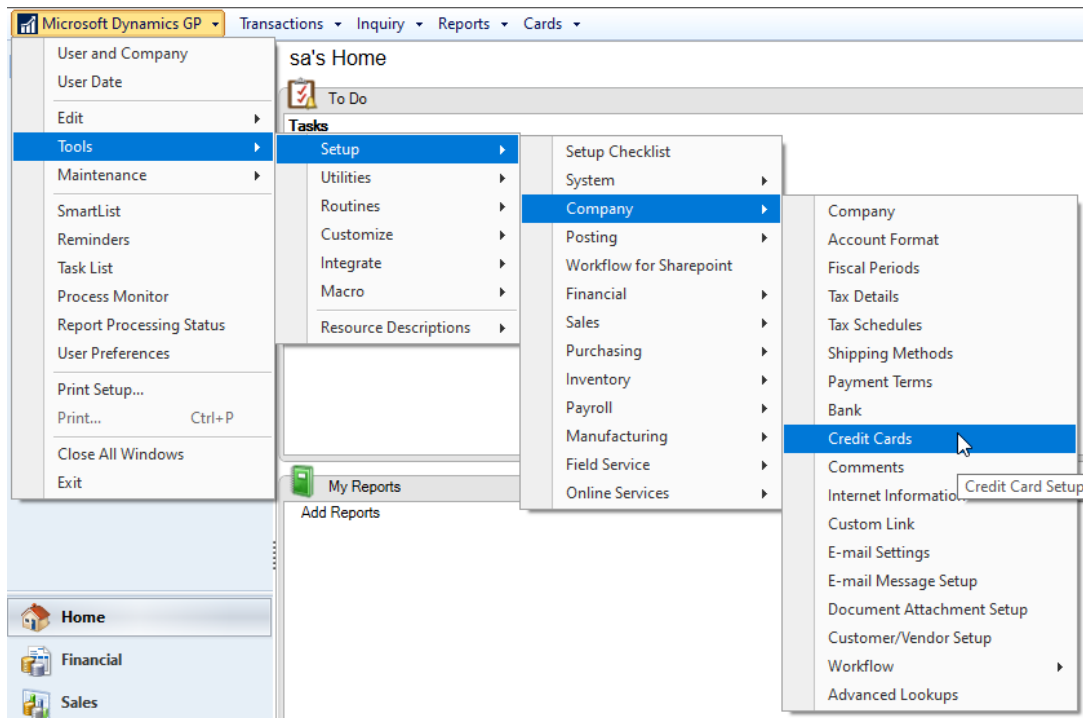 Microsoft Dynamics GP Transactions Inquiry Reports Cards
User and Company
User Date
Edit
Tools
Maintenance
SmartList
Reminders
Task List
Process Monitor
Report Processing Status
User Preferences
Print Setup...
Print... Ctrl+P
Close All Windows
Exit
sa's Home
To Do
Tasks
Setup
Utilities
Routines
Customize
Integrate
Macro
Resource Descriptions
Setup Checklist
System
Company
Posting
Workflow for Sharepoint
Financial
Sales
Purchasing
Inventory
Payroll
Manufacturing
Field Service
Online Services
Company
Account Format
Fiscal Periods
Tax Details
Tax Schedules
Shipping Methods
Payment Terms
Bank
Credit Cards
Comments
Internet Information
Credit Card Setup
Custom Link
E-mail Settings
E-mail Message Setup
Document Attachment Setup
Customer/Vendor Setup
Workflow
Advanced Lookups
My Reports
Add Reports
Home
Financial
Sales